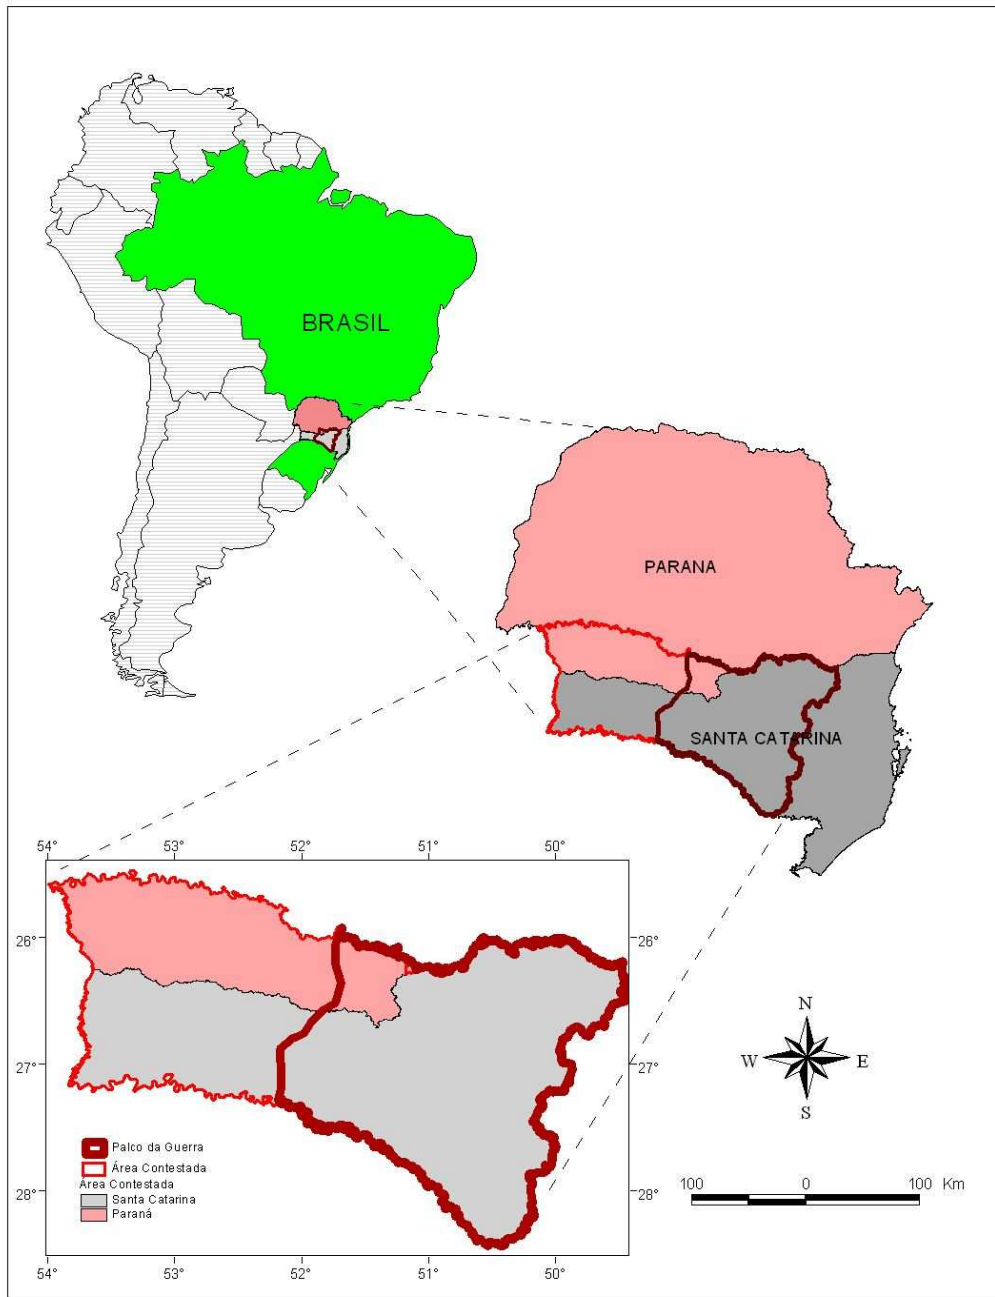 BRASIL
PARANA
SANTA CATARINA
54° 53° 52° 51° 50°
26° 26°
27° 27°
28° 28°
Palco da Guerra
Área Contestada
Área Contestada
Santa Catarina
Paraná
54° 53° 52° 51° 50°
N
W E
S
100 0 100 Km